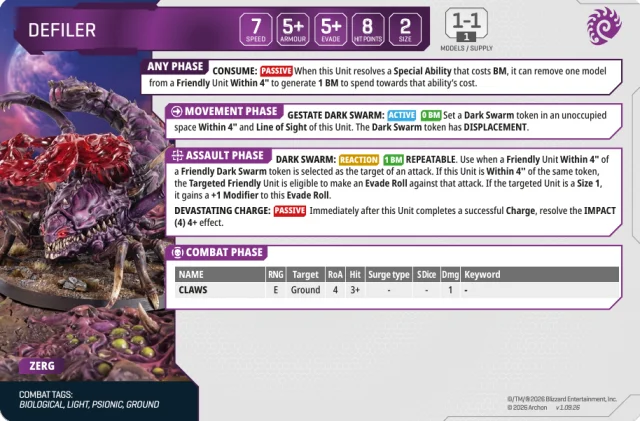 DEFILER
7 SPEED
5+ ARMOUR
5+ EVADE
8 HIT POINTS
2 SIZE
1-1
1
MODELS / SUPPLY
ANY PHASE CONSUME: PASSIVE When this Unit resolves a Special Ability that costs BM, it can remove one model
from a Friendly Unit Within 4" to generate 1 BM to spend towards that ability's cost.
MOVEMENT PHASE GESTATE DARK SWARM: ACTIVE 0 BM Set a Dark Swarm token in an unoccupied
space Within 4" and Line of Sight of this Unit. The Dark Swarm token has DISPLACEMENT.
ASSAULT PHASE DARK SWARM: REACTION 1 BM REPEATABLE. Use when a Friendly Unit Within 4" of
a Friendly Dark Swarm token is selected as the target of an attack. If this Unit is Within 4" of the same token,
the Targeted Friendly Unit is eligible to make an Evade Roll against that attack. If the targeted Unit is a Size 1,
it gains a +1 Modifier to this Evade Roll.
DEVASTATING CHARGE: PASSIVE Immediately after this Unit completes a successful Charge, resolve the IMPACT
(4) 4+ effect.
COMBAT PHASE
NAME RNG Target RoA Hit Surge type SDice Dmg Keyword
CLAWS E Ground 4 3+ - - 1 -
ZERG
COMBAT TAGS:
BIOLOGICAL, LIGHT, PSIONIC, GROUND
©/TM/®2026 Blizzard Entertainment, Inc.
© 2026 Archon v 1.09.26